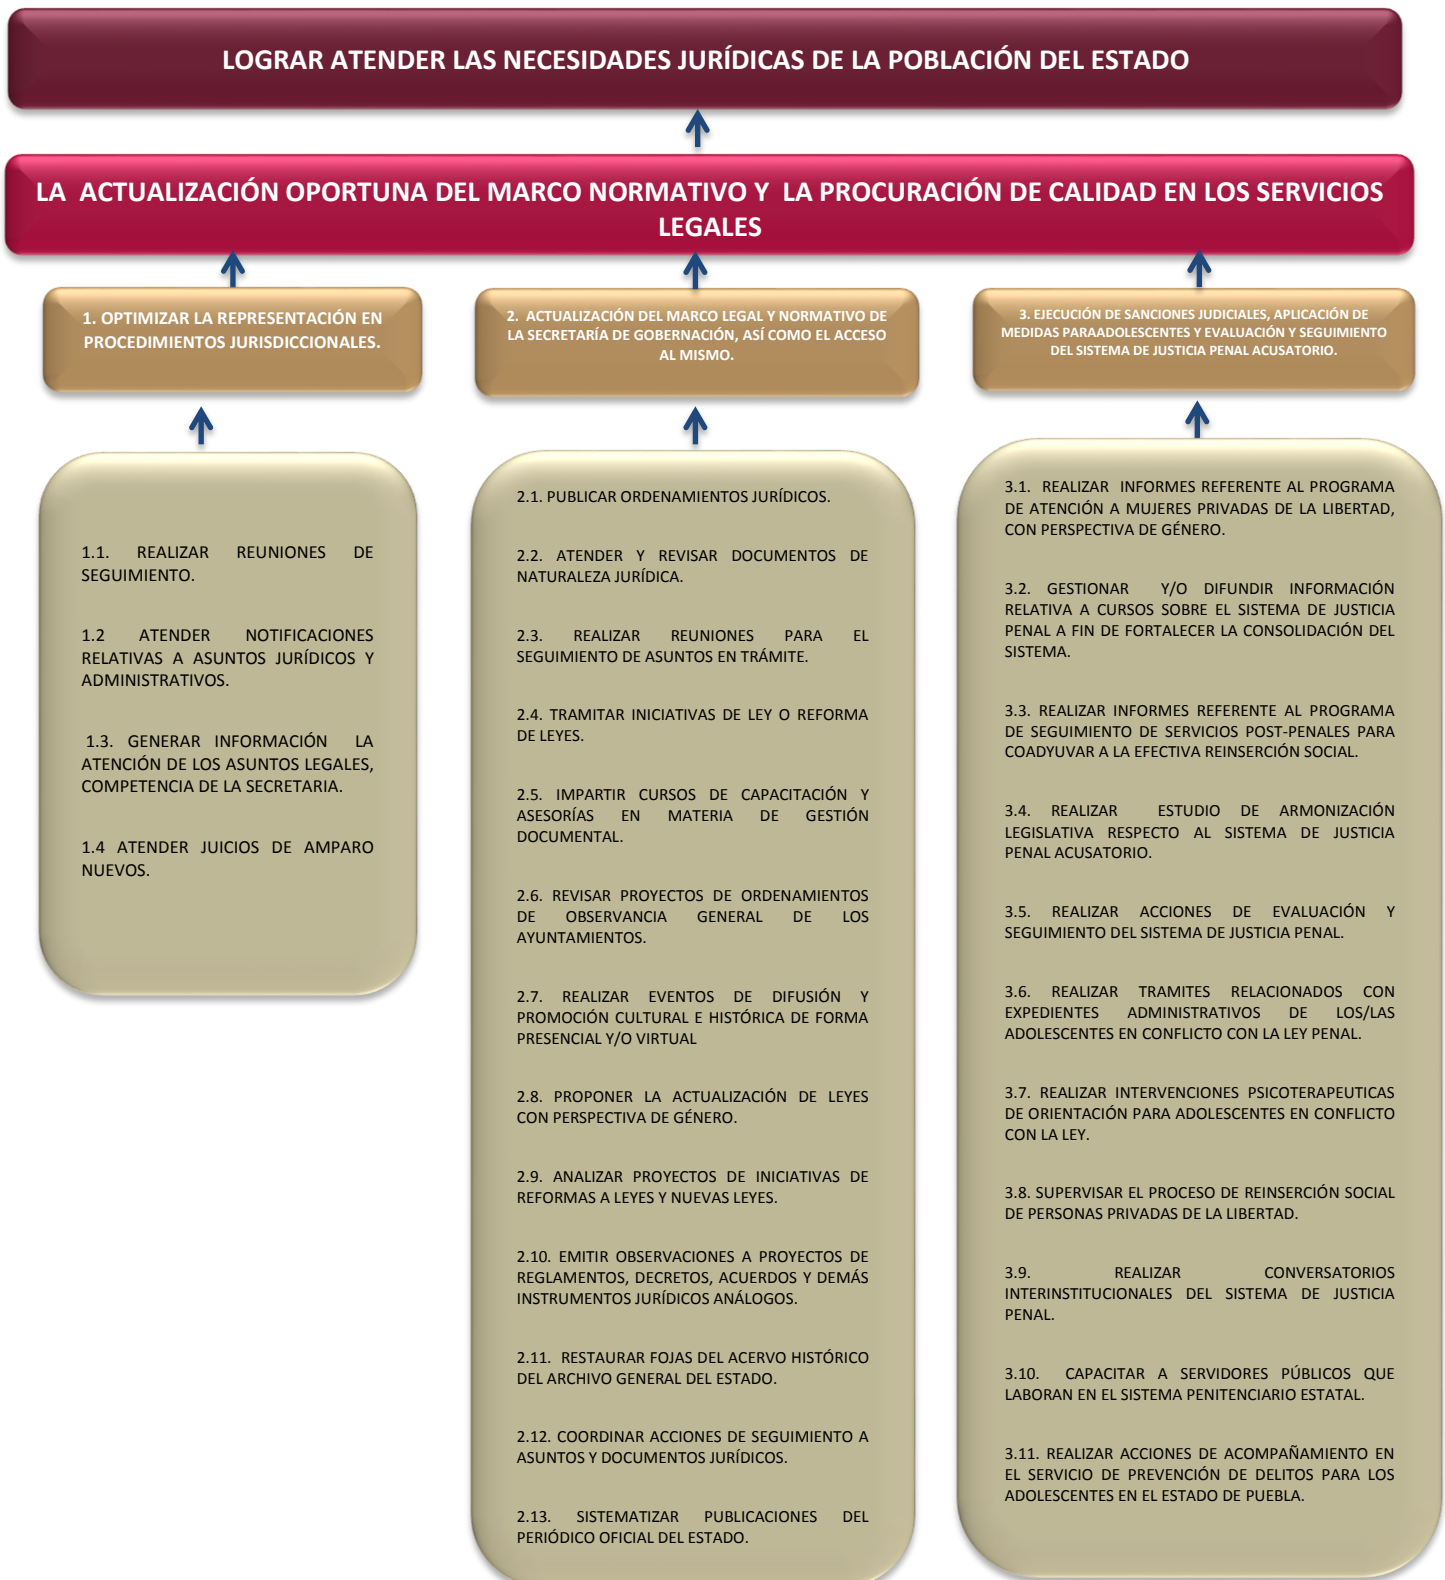 LOGRAR ATENDER LAS NECESIDADES JURÍDICAS DE LA POBLACIÓN DEL ESTADO
LA ACTUALIZACIÓN OPORTUNA DEL MARCO NORMATIVO Y LA PROCURACIÓN DE CALIDAD EN LOS SERVICIOS
LEGALES
1. OPTIMIZAR LA REPRESENTACIÓN EN
PROCEDIMIENTOS JURISDICCIONALES.
2. ACTUALIZACIÓN DEL MARCO LEGAL Y NORMATIVO DE
LA SECRETARÍA DE GOBERNACIÓN, ASÍ COMO EL ACCESO
AL MISMO.
3. EJECUCIÓN DE SANCIONES JUDICIALES, APLICACIÓN DE
MEDIDAS PARAADOLESCENTES Y EVALUACIÓN Y SEGUIMIENTO
DEL SISTEMA DE JUSTICIA PENAL ACUSATORIO.
1.1. REALIZAR REUNIONES DE
SEGUIMIENTO.
1.2 ATENDER NOTIFICACIONES
RELATIVAS A ASUNTOS JURÍDICOS Y
ADMINISTRATIVOS.
1.3. GENERAR INFORMACIÓN LA
ATENCIÓN DE LOS ASUNTOS LEGALES,
COMPETENCIA DE LA SECRETARIA.
1.4 ATENDER JUICIOS DE AMPARO
NUEVOS.
2.1. PUBLICAR ORDENAMIENTOS JURÍDICOS.
2.2. ATENDER Y REVISAR DOCUMENTOS DE
NATURALEZA JURÍDICA.
2.3. REALIZAR REUNIONES PARA EL
SEGUIMIENTO DE ASUNTOS EN TRÁMITE.
2.4. TRAMITAR INICIATIVAS DE LEY O REFORMA
DE LEYES.
2.5. IMPARTIR CURSOS DE CAPACITACIÓN Y
ASESORÍAS EN MATERIA DE GESTIÓN
DOCUMENTAL.
2.6. REVISAR PROYECTOS DE ORDENAMIENTOS
DE OBSERVANCIA GENERAL DE LOS
AYUNTAMIENTOS.
2.7. REALIZAR EVENTOS DE DIFUSIÓN Y
PROMOCIÓN CULTURAL E HISTÓRICA DE FORMA
PRESENCIAL Y/O VIRTUAL
2.8. PROPONER LA ACTUALIZACIÓN DE LEYES
CON PERSPECTIVA DE GÉNERO.
2.9. ANALIZAR PROYECTOS DE INICIATIVAS DE
REFORMAS A LEYES Y NUEVAS LEYES.
2.10. EMITIR OBSERVACIONES A PROYECTOS DE
REGLAMENTOS, DECRETOS, ACUERDOS Y DEMÁS
INSTRUMENTOS JURÍDICOS ANÁLOGOS.
2.11. RESTAURAR FOJAS DEL ACERVO HISTÓRICO
DEL ARCHIVO GENERAL DEL ESTADO.
2.12. COORDINAR ACCIONES DE SEGUIMIENTO A
ASUNTOS Y DOCUMENTOS JURÍDICOS.
2.13. SISTEMATIZAR PUBLICACIONES DEL
PERIÓDICO OFICIAL DEL ESTADO.
3.1. REALIZAR INFORMES REFERENTE AL PROGRAMA
DE ATENCIÓN A MUJERES PRIVADAS DE LA LIBERTAD,
CON PERSPECTIVA DE GÉNERO.
3.2. GESTIONAR Y/O DIFUNDIR INFORMACIÓN
RELATIVA A CURSOS SOBRE EL SISTEMA DE JUSTICIA
PENAL A FIN DE FORTALECER LA CONSOLIDACIÓN DEL
SISTEMA.
3.3. REALIZAR INFORMES REFERENTE AL PROGRAMA
DE SEGUIMIENTO DE SERVICIOS POST-PENALES PARA
COADYUVAR A LA EFECTIVA REINSERCIÓN SOCIAL.
3.4. REALIZAR ESTUDIO DE ARMONIZACIÓN
LEGISLATIVA RESPECTO AL SISTEMA DE JUSTICIA
PENAL ACUSATORIO.
3.5. REALIZAR ACCIONES DE EVALUACIÓN Y
SEGUIMIENTO DEL SISTEMA DE JUSTICIA PENAL.
3.6. REALIZAR TRAMITES RELACIONADOS CON
EXPEDIENTES ADMINISTRATIVOS DE LOS/LAS
ADOLESCENTES EN CONFLICTO CON LA LEY PENAL.
3.7. REALIZAR INTERVENCIONES PSICOTERAPEUTICAS
DE ORIENTACIÓN PARA ADOLESCENTES EN CONFLICTO
CON LA LEY.
3.8. SUPERVISAR EL PROCESO DE REINSERCIÓN SOCIAL
DE PERSONAS PRIVADAS DE LA LIBERTAD.
3.9. REALIZAR CONVERSATORIOS
INTERINSTITUCIONALES DEL SISTEMA DE JUSTICIA
PENAL.
3.10. CAPACITAR A SERVIDORES PÚBLICOS QUE
LABORAN EN EL SISTEMA PENITENCIARIO ESTATAL.
3.11. REALIZAR ACCIONES DE ACOMPAÑAMIENTO EN
EL SERVICIO DE PREVENCIÓN DE DELITOS PARA LOS
ADOLESCENTES EN EL ESTADO DE PUEBLA.